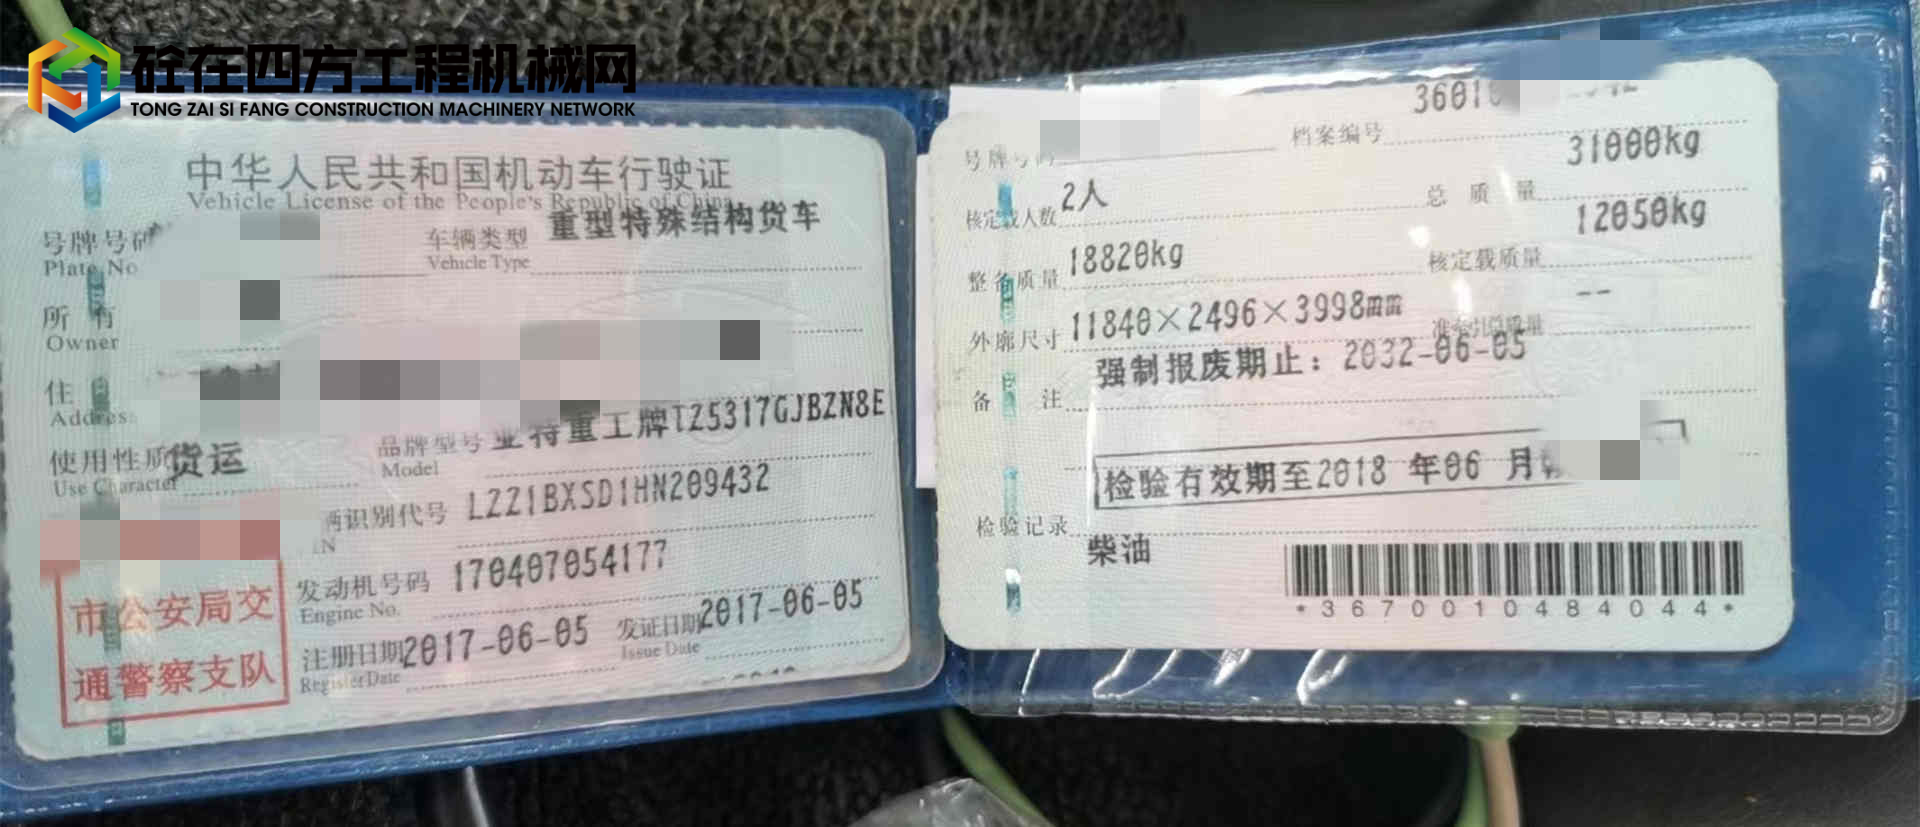 砼在四方工程机械网
TONG ZAI SI FANG CONSTRUCTION MACHINERY NETWORK
中华人民共和国机动车行驶证
Vehicle License of the People's Republic of China
号牌号码
Plate No
车辆类型 重型特殊结构货车
Vehicle Type
所有
Owner
住
Address
使用性质 货运
Use Character
品牌型号 亚特重工牌TZ5317GJBZN8E
Model
辆识别代号 LZZ1BXSD1HN209432
IN
发动机号码 170407054177
Engine No.
注册日期 2017-06-05
Register Date
发证日期 2017-06-05
Issue Date
市公安局交
通警察支队
号牌号码
档案编号 3601
核定载人数 2人
总质量 31000kg
整备质量 18820kg
核定载质量 12050kg
外廓尺寸 11840×2496×3998mm
准牵引总质量 --
备注 强制报废期止：2032-06-05
检验有效期至2018 年06 月
检验记录
柴油
*3670010484044*